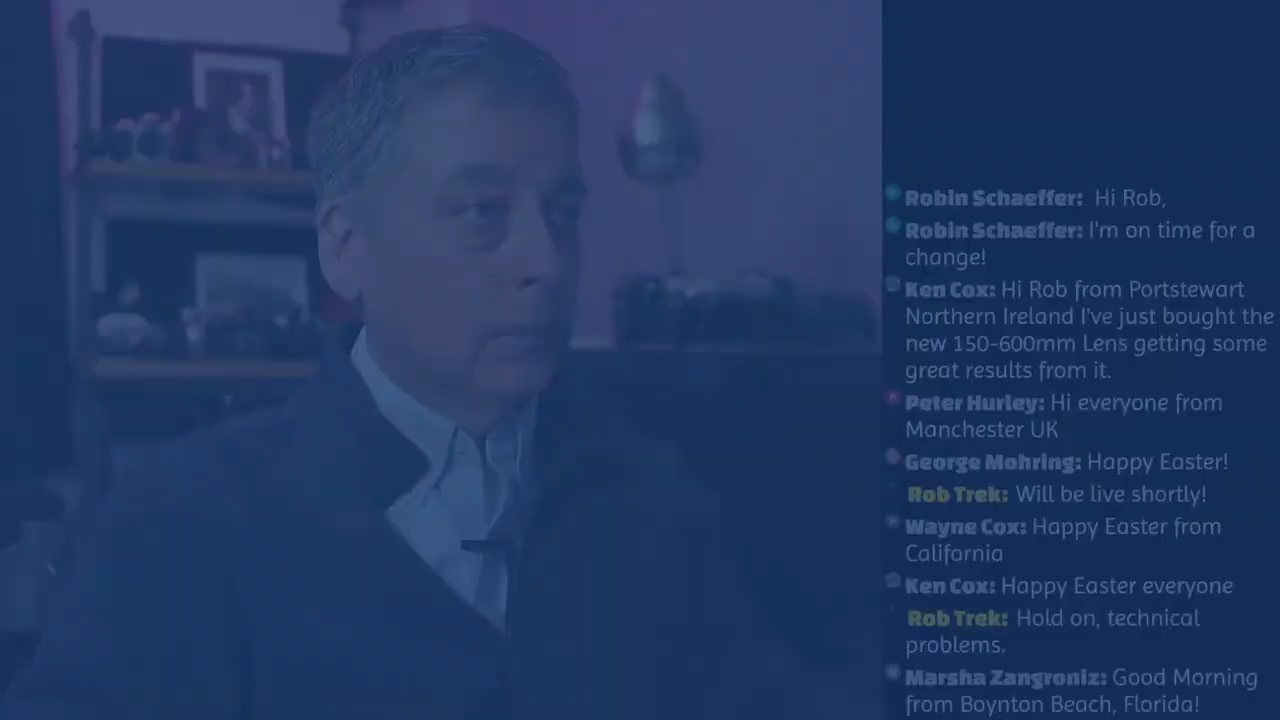 Robin Schaeffer: Hi Rob,
Robin Schaeffer: I'm on time for a
change!
Ken Cox: Hi Rob from Portstewart
Northern Ireland I've just bought the
new 150-600mm Lens getting some
great results from it.
Peter Hurley: Hi everyone from
Manchester UK
George Mohring: Happy Easter!
Rob Trek: Will be live shortly!
Wayne Cox: Happy Easter from
California
Ken Cox: Happy Easter everyone
Rob Trek: Hold on, technical
problems.
Marsha Zangroniz: Good Morning
from Boynton Beach, Florida!